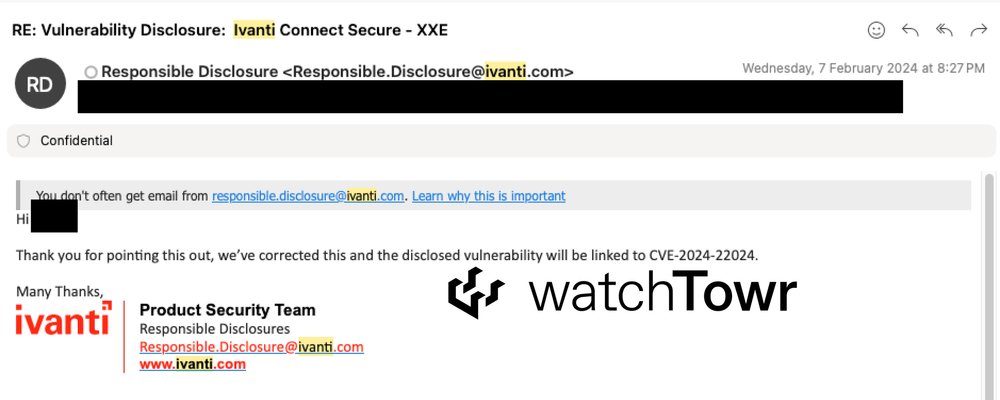 RE: Vulnerability Disclosure: Ivanti Connect Secure - XXE
RD
Responsible Disclosure <Responsible.Disclosure@ivanti.com>
Wednesday, 7 February 2024 at 8:27 PM
Confidential
You don't often get email from responsible.disclosure@ivanti.com. Learn why this is important
Hi
Thank you for pointing this out, we've corrected this and the disclosed vulnerability will be linked to CVE-2024-22024.
watchTowr
Many Thanks,
ivanti
Product Security Team
Responsible Disclosures
Responsible.Disclosure@ivanti.com
www.ivanti.com